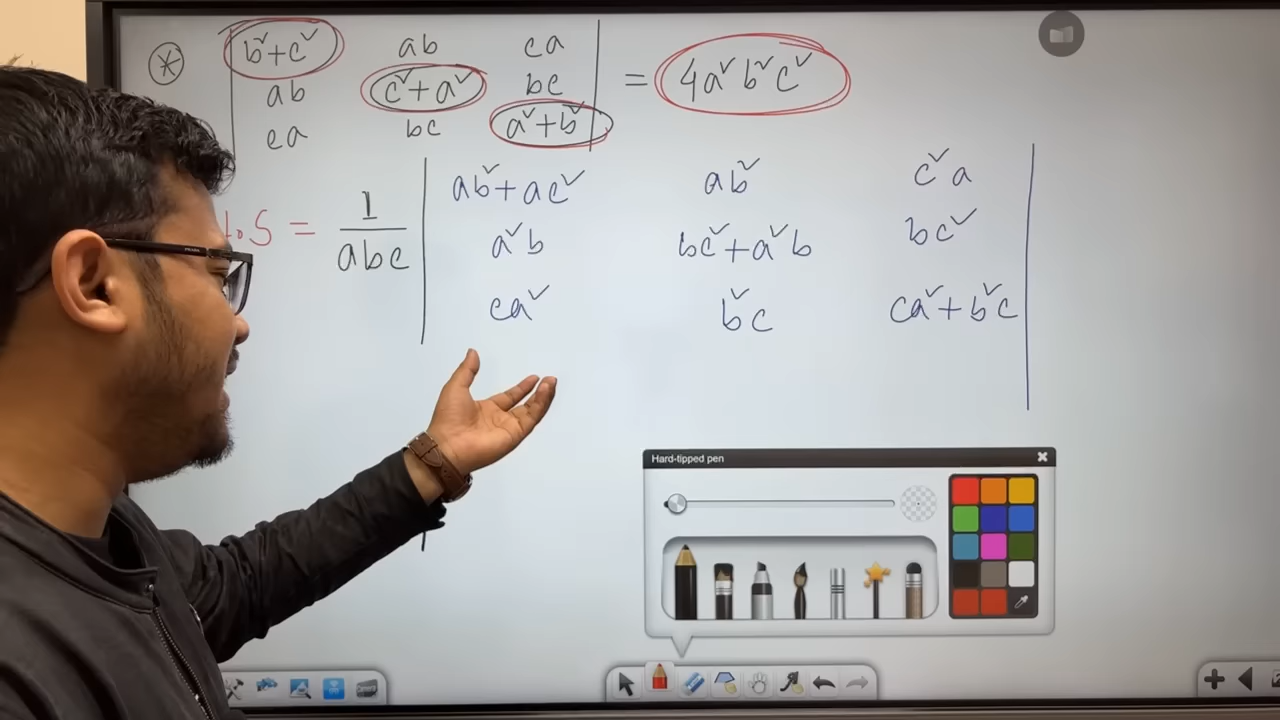 * | b²+c² ab ca |
| ab c²+a² bc | = 4a²b²c²
| ca bc a²+b² |
| ab²+ac² ab² c²a |
H.S = 1/abc | a²b bc²+a²b bc² |
| ca² b²c ca²+b²c |
Hard-tipped pen